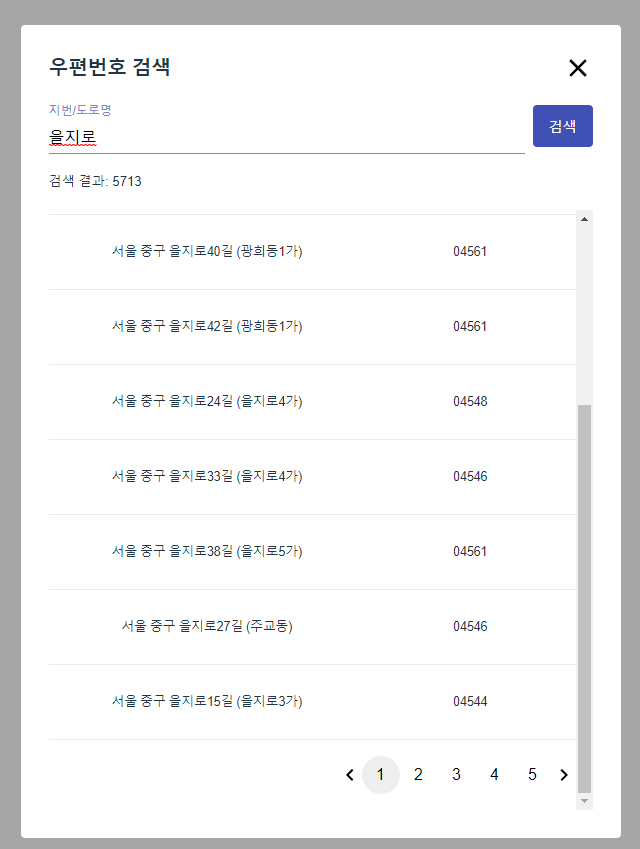 우편번호 검색
지번/도로명
을지로
검색
검색 결과: 5713
서울 중구 을지로40길 (광희동1가) 04561
서울 중구 을지로42길 (광희동1가) 04561
서울 중구 을지로24길 (을지로4가) 04548
서울 중구 을지로33길 (을지로4가) 04546
서울 중구 을지로38길 (을지로5가) 04561
서울 중구 을지로27길 (주교동) 04546
서울 중구 을지로15길 (을지로3가) 04544
1 2 3 4 5